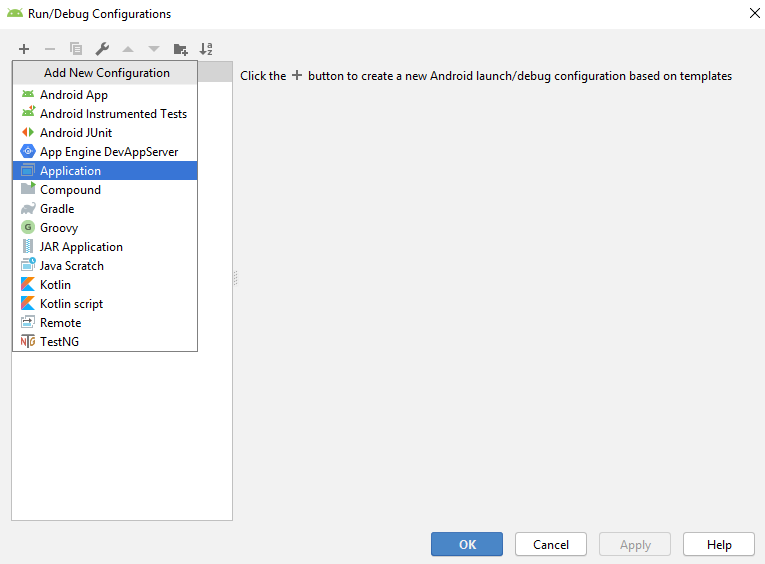 Run/Debug Configurations
Add New Configuration
Click the + button to create a new Android launch/debug configuration based on templates
Android App
Android Instrumented Tests
Android JUnit
App Engine DevAppServer
Application
Compound
Gradle
Groovy
JAR Application
Java Scratch
Kotlin
Kotlin script
Remote
TestNG
OK
Cancel
Apply
Help